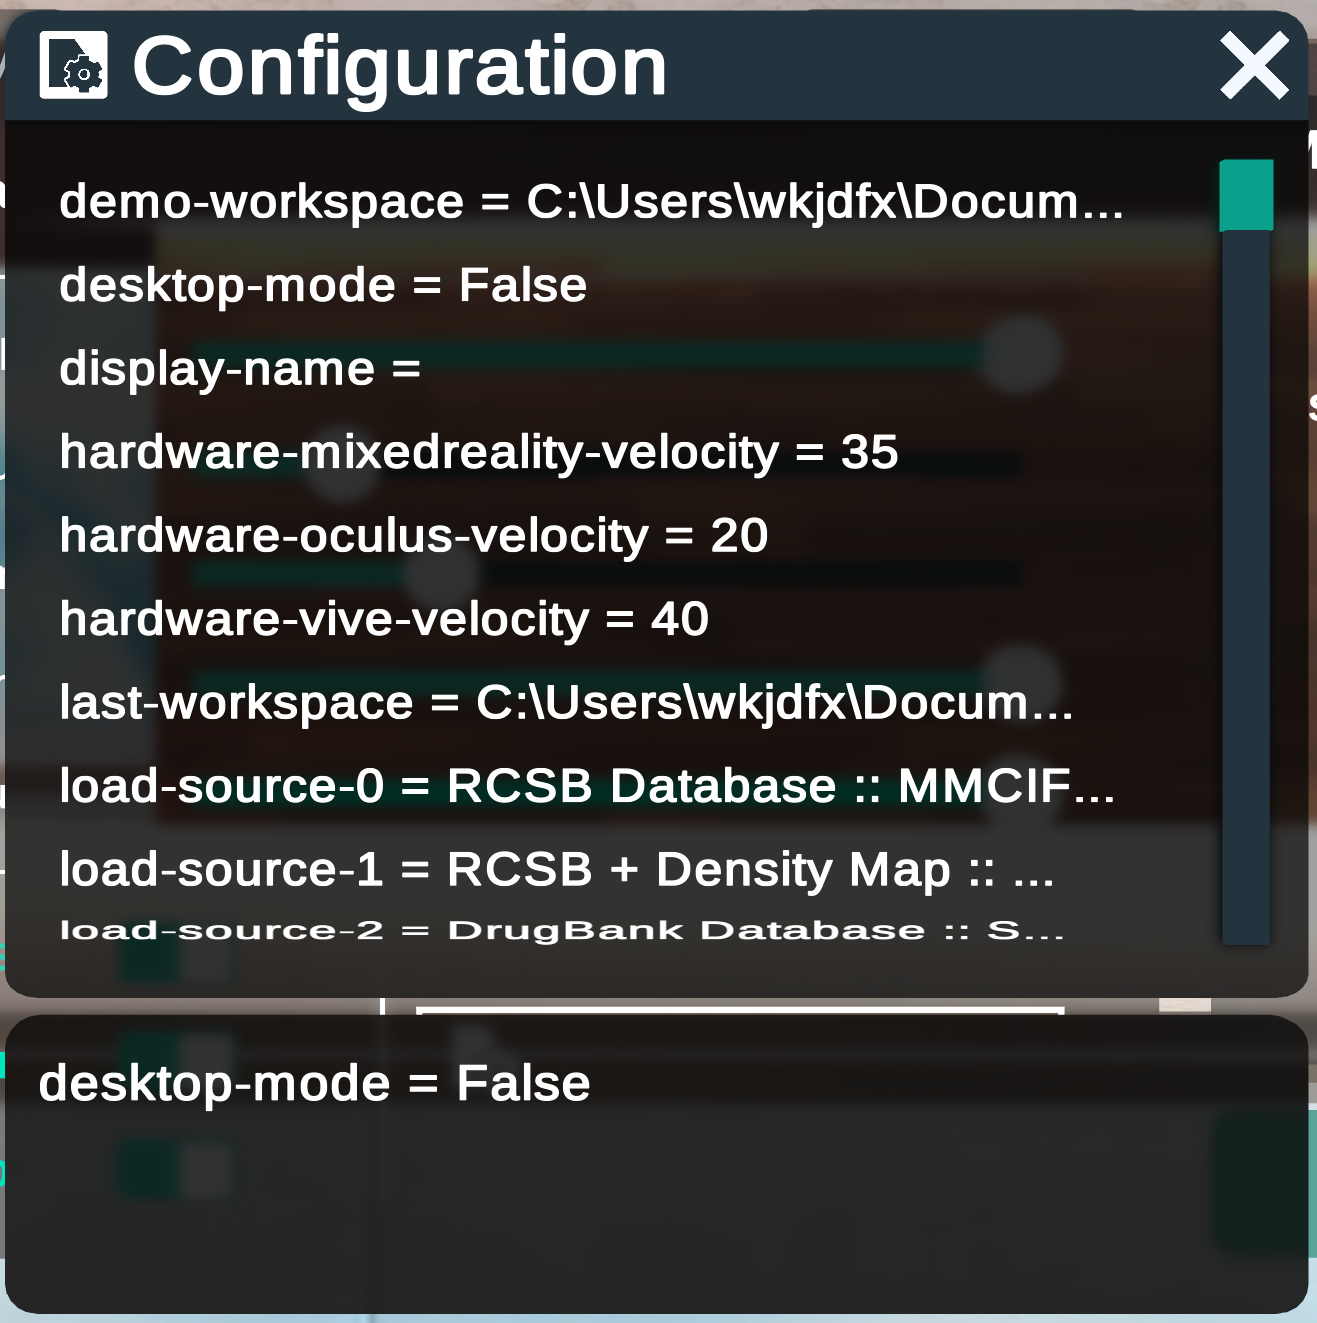 Configuration
demo-workspace = C:\Users\wkjdfx\Docum...
desktop-mode = False
display-name =
hardware-mixedreality-velocity = 35
hardware-oculus-velocity = 20
hardware-vive-velocity = 40
last-workspace = C:\Users\wkjdfx\Docum...
load-source-0 = RCSB Database :: MMCIF...
load-source-1 = RCSB + Density Map :: ...
load-source-2 = DrugBank Database :: S...
desktop-mode = False